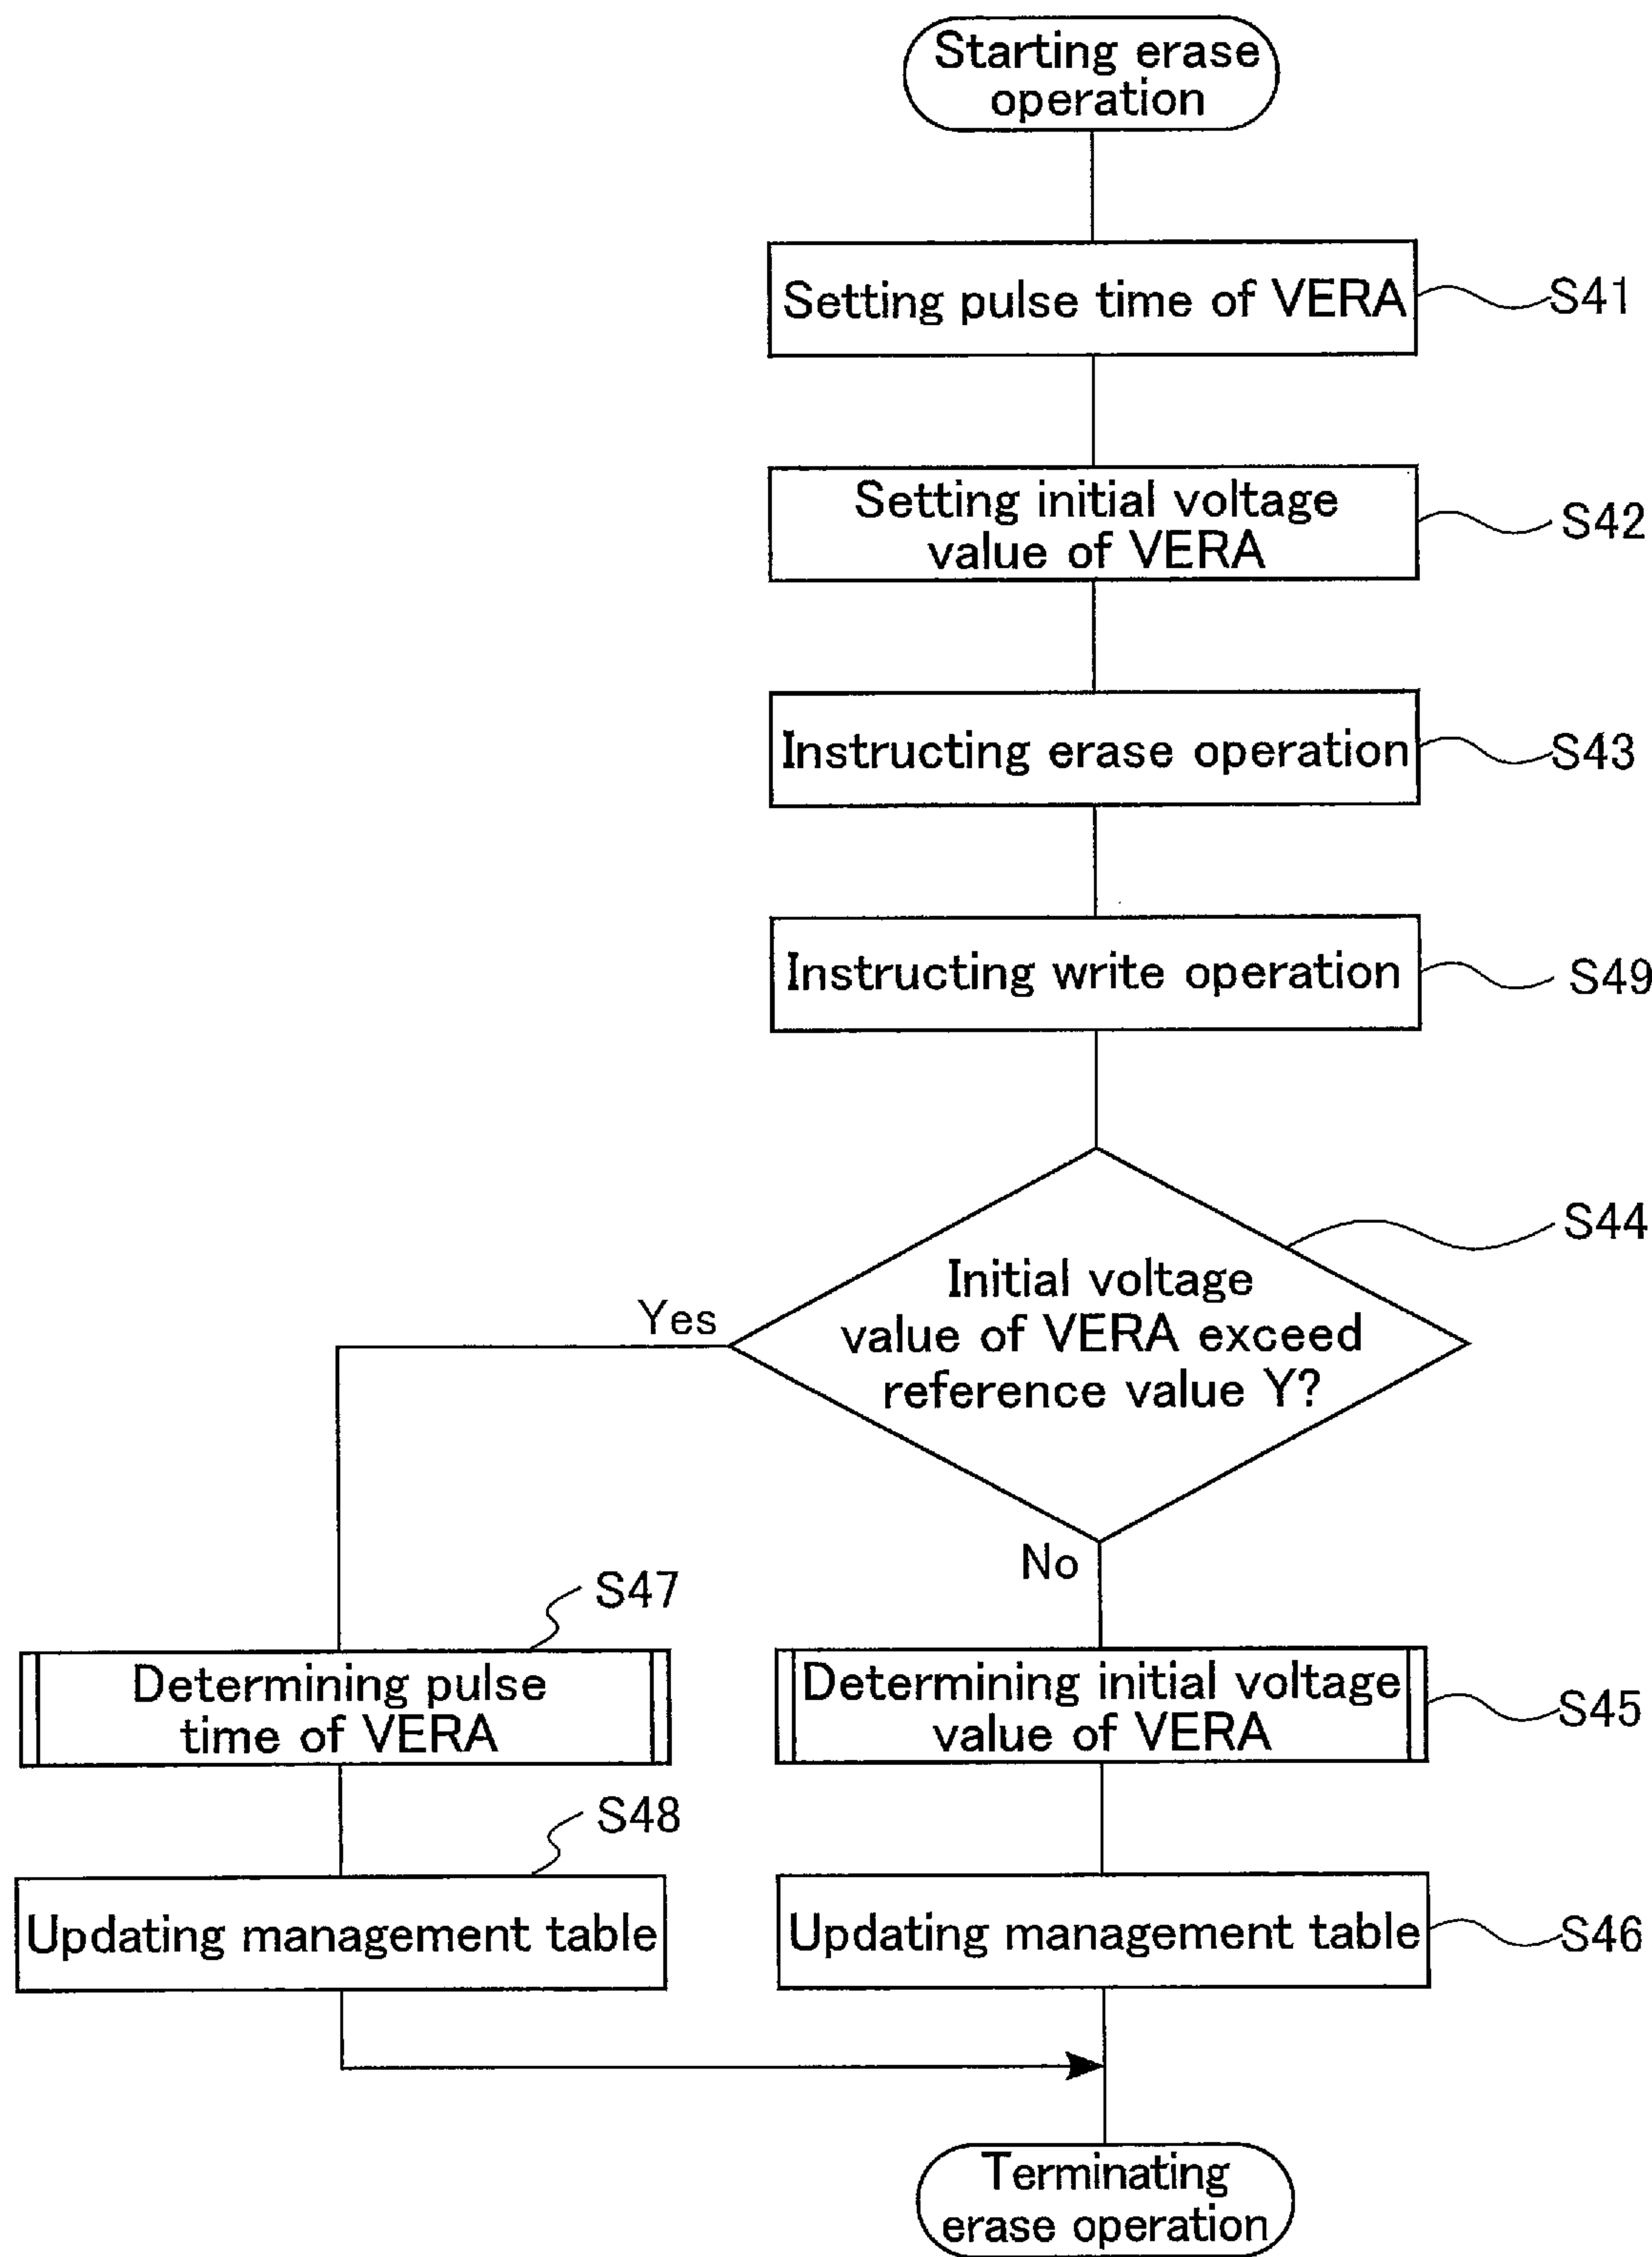 Starting erase
operation
Setting pulse time of VERA
S41
Setting initial voltage
value of VERA
S42
Instructing erase operation
S43
Instructing write operation
S49
S44
Initial voltage
value of VERA exceed
reference value Y?
Yes
No
S47
Determining pulse
time of VERA
Determining initial voltage
value of VERA
S45
S48
Updating management table
Updating management table
S46
Terminating
erase operation